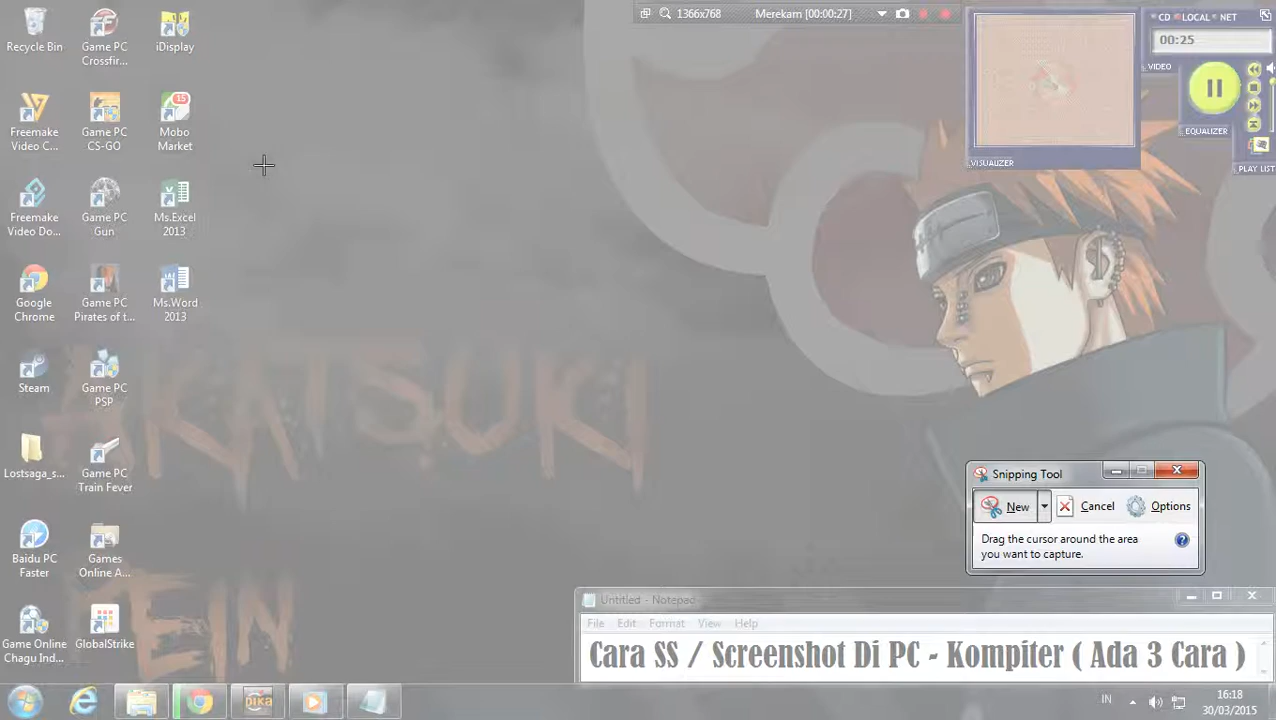 1366x768
Merekam [00:00:27]
CD LOCAL NET
00:25
VIDEO
EQUALIZER
PLAY LIST
VISUALIZER
Recycle Bin
Game PC
Crossfir...
iDisplay
Freemake
Video C...
Game PC
CS-GO
15
Mobo
Market
Freemake
Video Do...
Game PC
Gun
Ms.Excel
2013
Google
Chrome
Game PC
Pirates of t...
Ms.Word
2013
Steam
Game PC
PSP
Lostsaga_s...
Game PC
Train Fever
Baidu PC
Faster
Games
Online A...
Game Online
Chagu Ind...
GlobalStrike
AKATSUKI
PEIN
Snipping Tool
New
Cancel
Options
Drag the cursor around the area
you want to capture.
Untitled - Notepad
File Edit Format View Help
Cara SS / Screenshot Di PC - Kompiter ( Ada 3 Cara )
pika
IN
16:18
30/03/2015